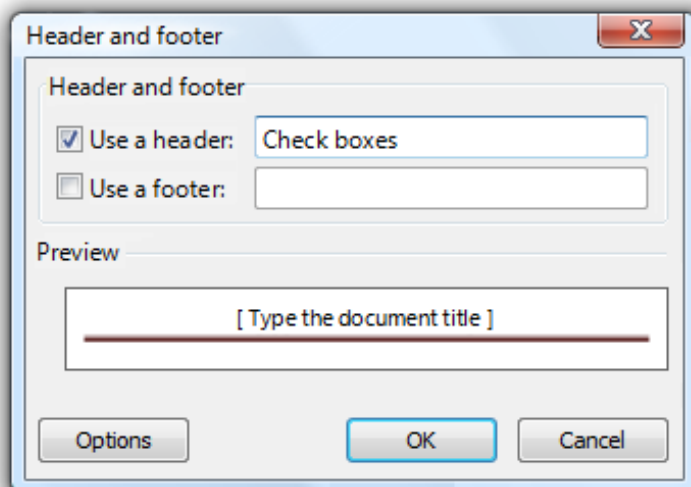 Header and footer
Header and footer
Use a header: Check boxes
Use a footer:
Preview
[ Type the document title ]
Options OK Cancel